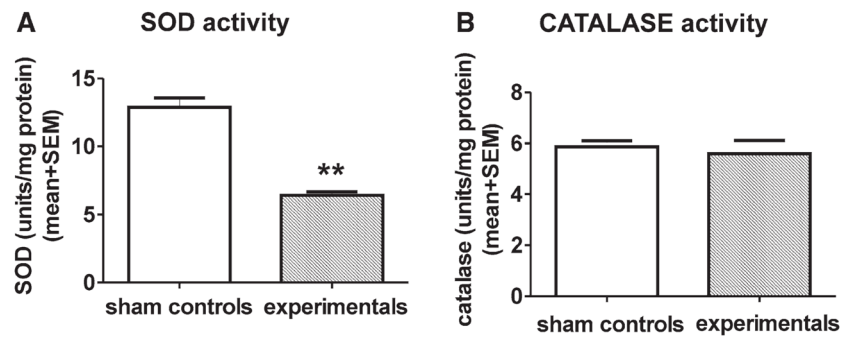 A
SOD activity
SOD (units/mg protein)
(mean+SEM)
15
10
5
0
**
sham controls
experimentals
B
CATALASE activity
catalase (units/mg protein)
(mean+SEM)
8
6
4
2
0
sham controls
experimentals